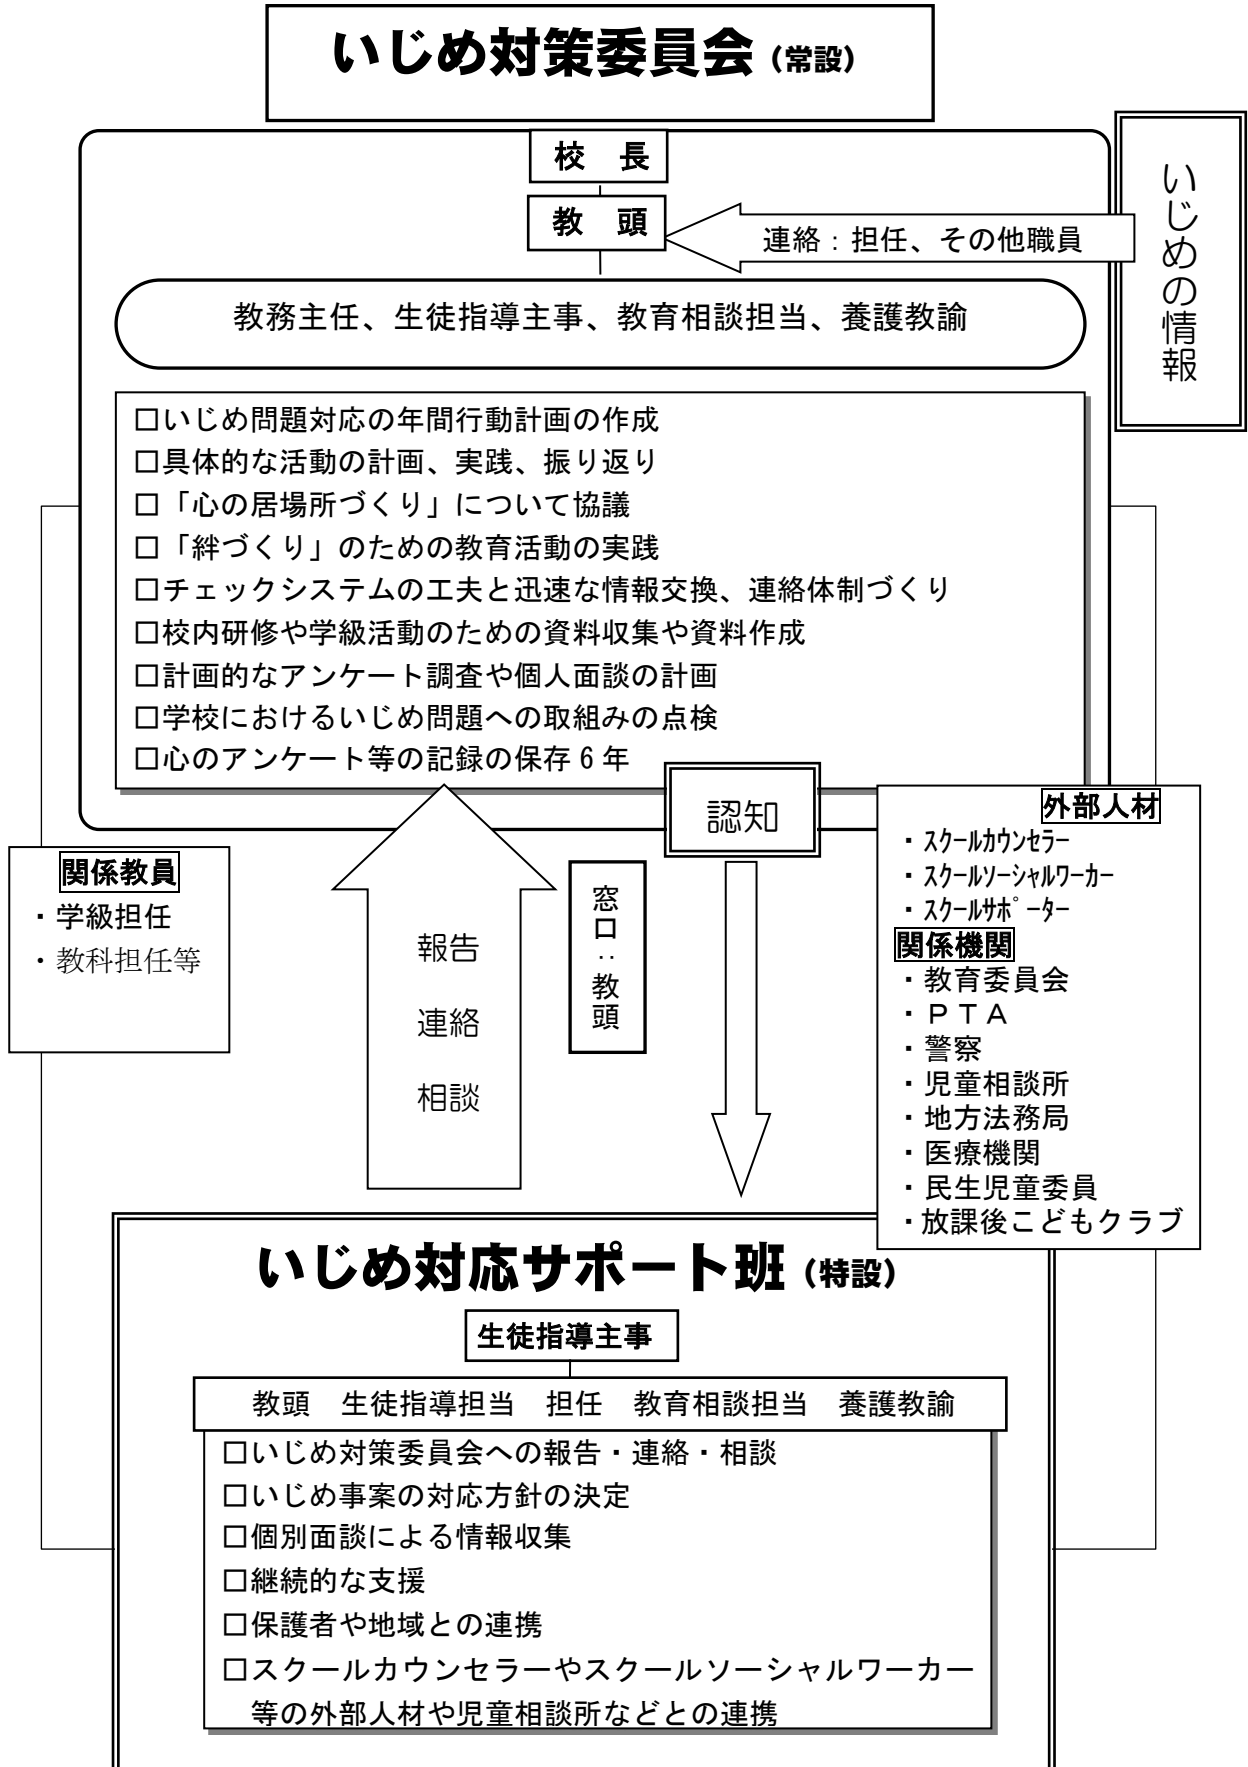 いじめ対策委員会（常設）
校　長
教　頭
連絡：担任、その他職員
いじめの情報
教務主任、生徒指導主事、教育相談担当、養護教諭
□いじめ問題対応の年間行動計画の作成
□具体的な活動の計画、実践、振り返り
□「心の居場所づくり」について協議
□「絆づくり」のための教育活動の実践
□チェックシステムの工夫と迅速な情報交換、連絡体制づくり
□校内研修や学級活動のための資料収集や資料作成
□計画的なアンケート調査や個人面談の計画
□学校におけるいじめ問題への取組みの点検
□心のアンケート等の記録の保存６年
認知
関係教員
・学級担任
・教科担任等
報告
連絡
相談
窓口：教頭
外部人材
・ｽｸｰﾙｶｳﾝｾﾗｰ
・ｽｸｰﾙｿｰｼｬﾙﾜｰｶｰ
・ｽｸｰﾙｻﾎﾟｰﾀｰ
関係機関
・教育委員会
・ＰＴＡ
・警察
・児童相談所
・地方法務局
・医療機関
・民生児童委員
・放課後こどもクラブ
いじめ対応サポート班（特設）
生徒指導主事
教頭　生徒指導担当　担任　教育相談担当　養護教諭
□いじめ対策委員会への報告・連絡・相談
□いじめ事案の対応方針の決定
□個別面談による情報収集
□継続的な支援
□保護者や地域との連携
□スクールカウンセラーやスクールソーシャルワーカー
等の外部人材や児童相談所などとの連携